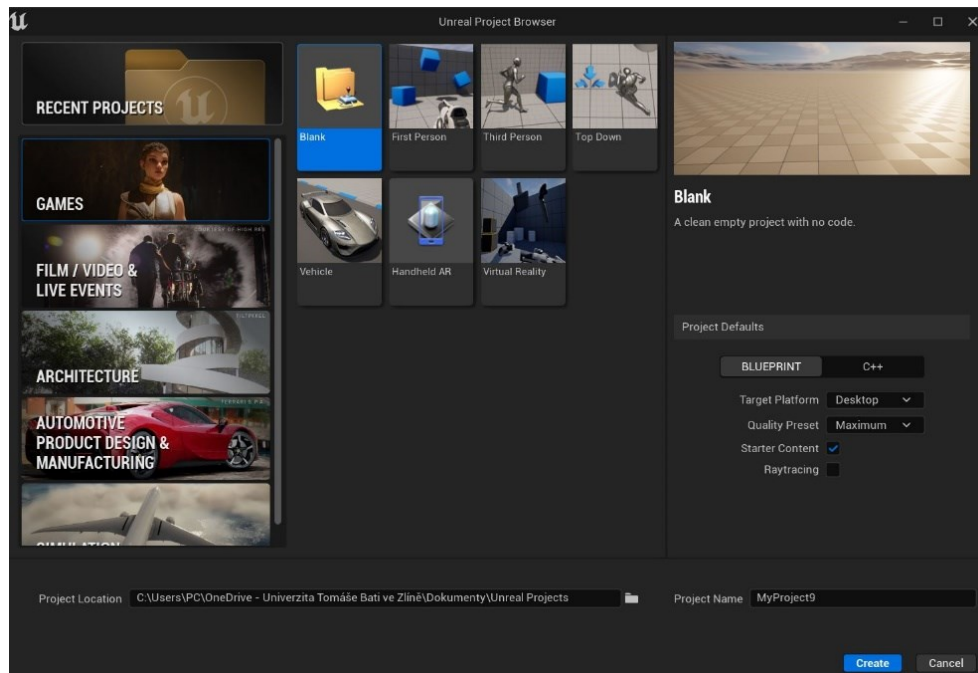 Unreal Project Browser
RECENT PROJECTS
GAMES
FILM / VIDEO &
LIVE EVENTS
ARCHITECTURE
AUTOMOTIVE
PRODUCT DESIGN &
MANUFACTURING
SIMULATION
Blank
First Person
Third Person
Top Down
Vehicle
Handheld AR
Virtual Reality
Blank
A clean empty project with no code.
Project Defaults
BLUEPRINT
C++
Target Platform Desktop
Quality Preset Maximum
Starter Content
Raytracing
Project Location C:\Users\PC\OneDrive - Univerzita Tomáše Bati ve Zlíně\Dokumenty\Unreal Projects
Project Name MyProject9
Create
Cancel